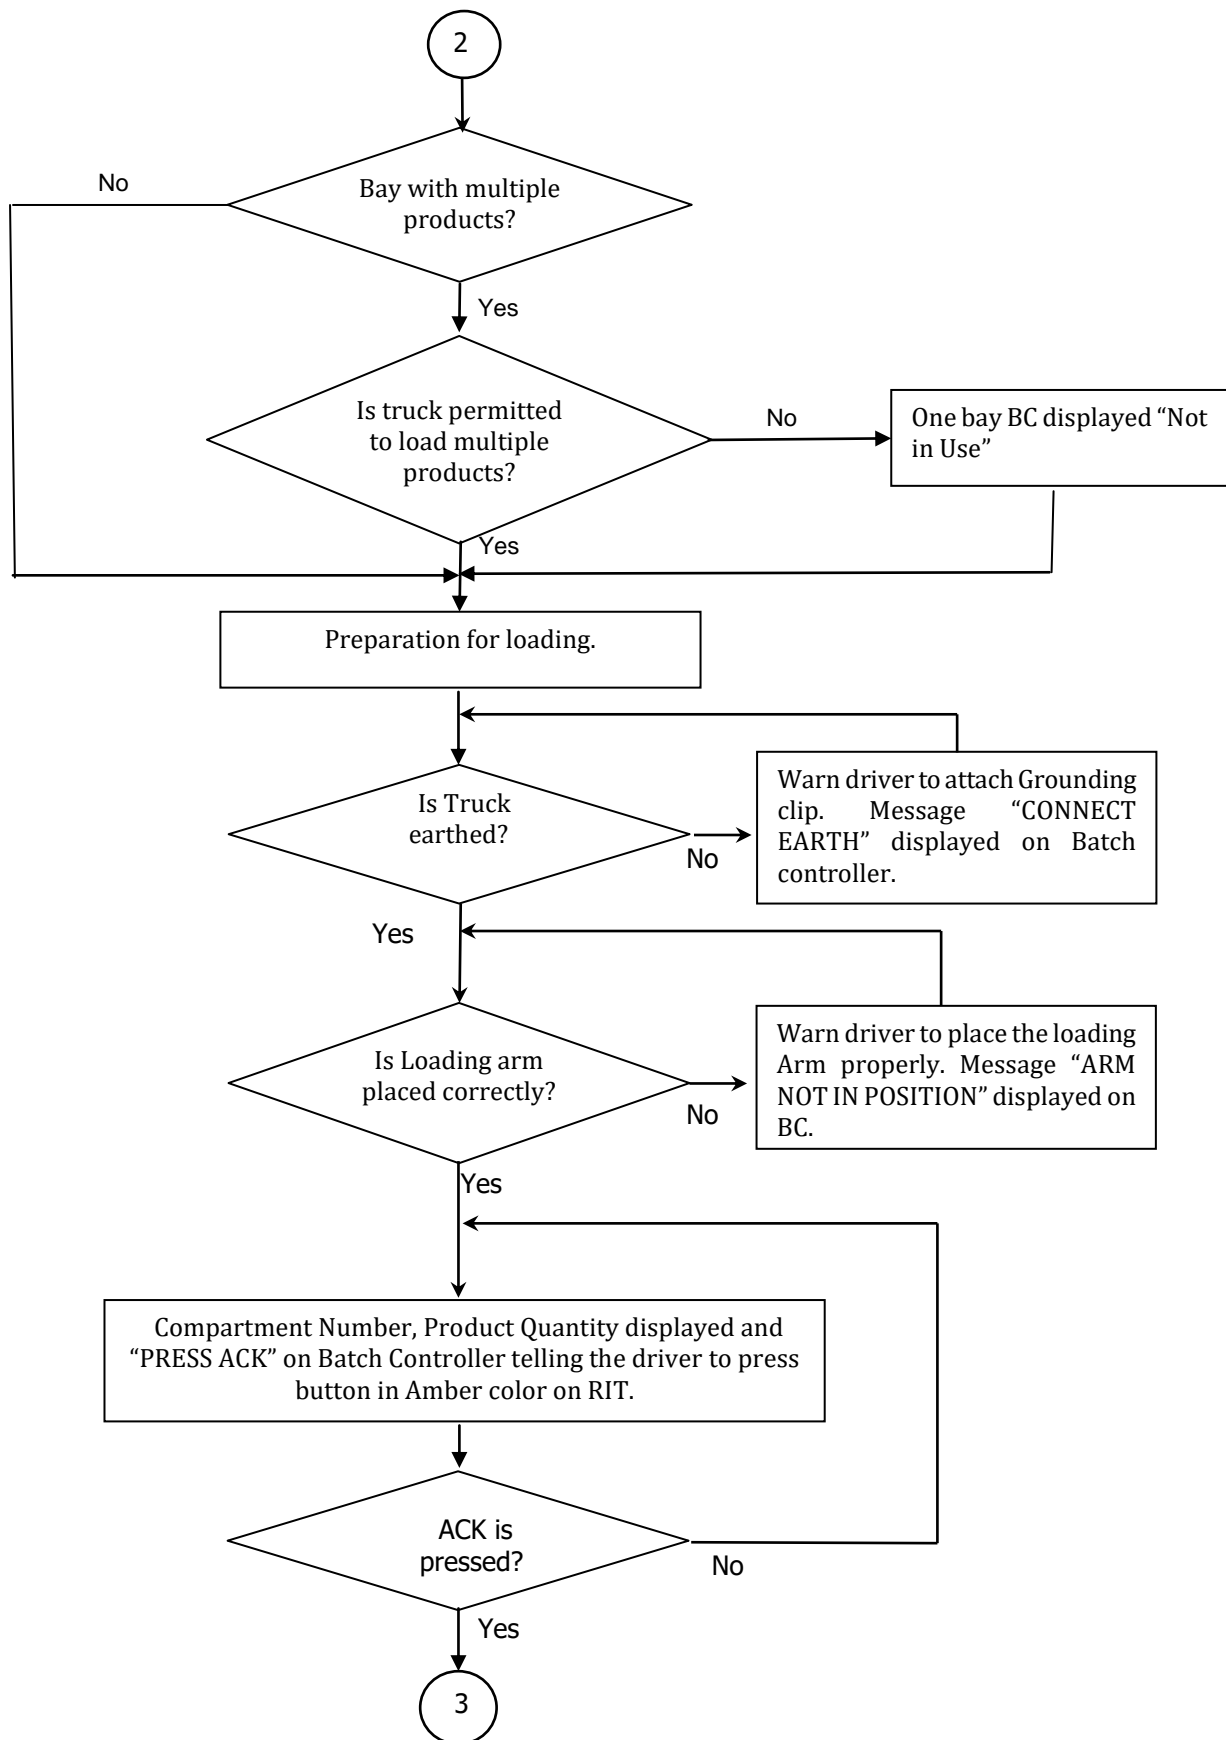 2
No
Bay with multiple
products?
Yes
Is truck permitted
to load multiple
products?
No
One bay BC displayed “Not
in Use”
Yes
Preparation for loading.
Is Truck
earthed?
No
Warn driver to attach Grounding
clip. Message “CONNECT
EARTH” displayed on Batch
controller.
Yes
Is Loading arm
placed correctly?
No
Warn driver to place the loading
Arm properly. Message “ARM
NOT IN POSITION” displayed on
BC.
Yes
Compartment Number, Product Quantity displayed and
“PRESS ACK” on Batch Controller telling the driver to press
button in Amber color on RIT.
ACK is
pressed?
No
Yes
3